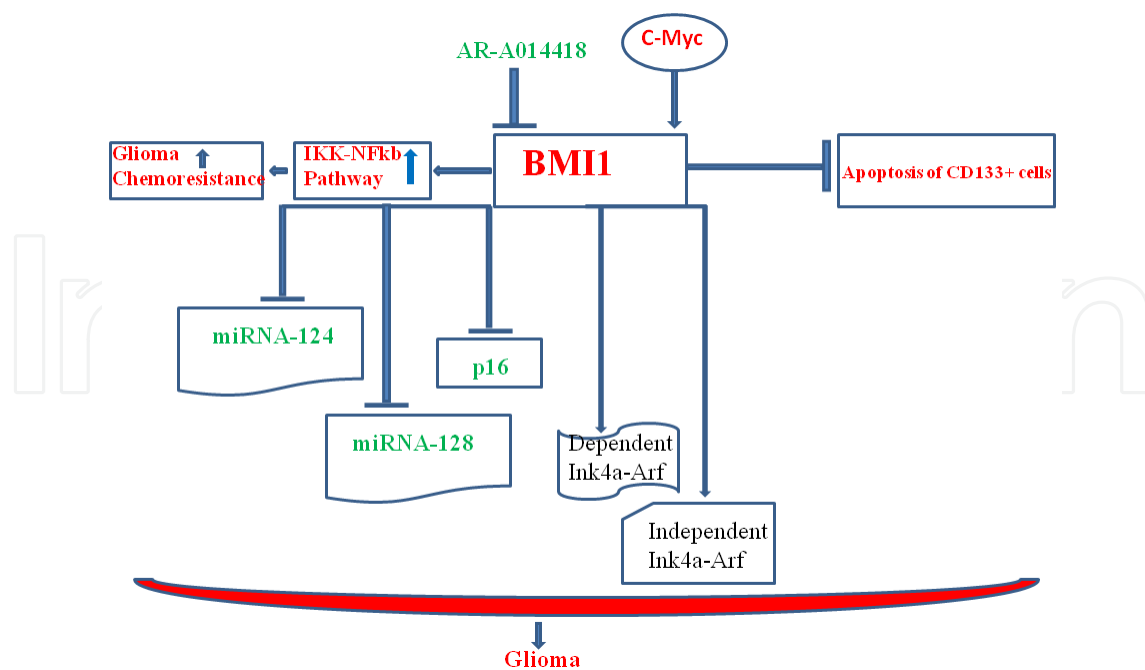 C-Myc
AR-A014418
BMI1
Glioma
Chemoresistance
IKK-NFkb
Pathway
Apoptosis of CD133+ cells
miRNA-124
p16
miRNA-128
Dependent
Ink4a-Arf
Independent
Ink4a-Arf
Glioma